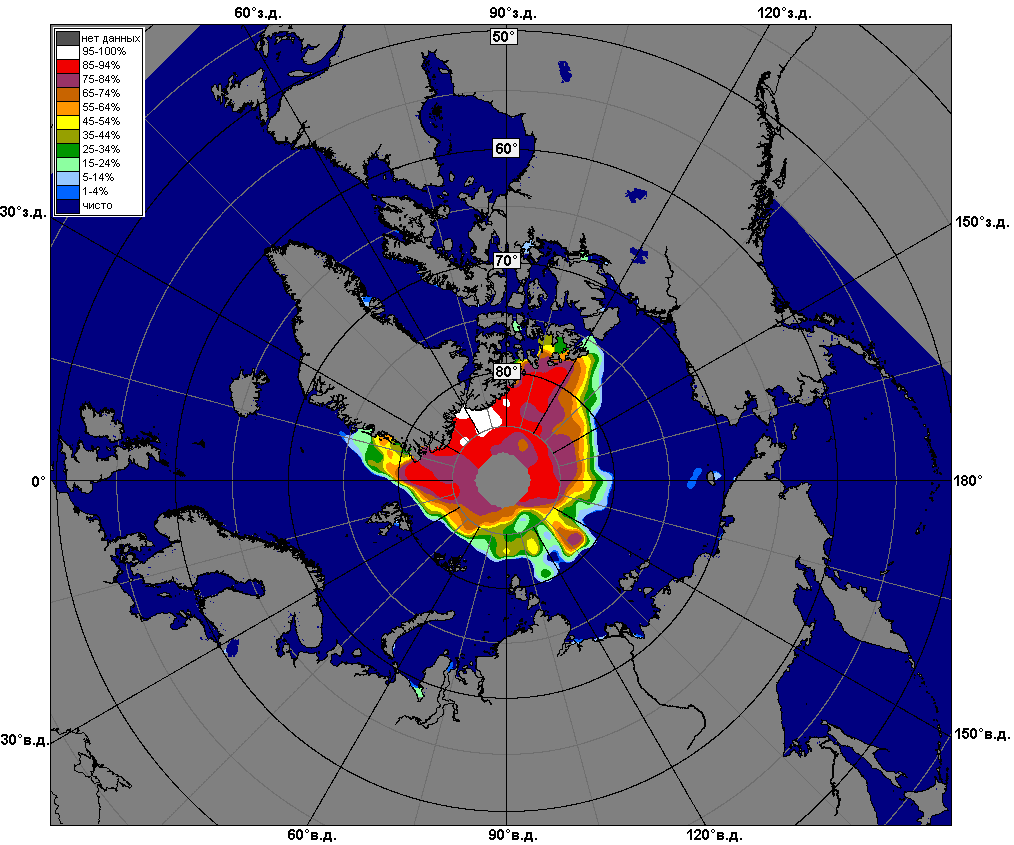 60°з.д.
90°з.д.
120°з.д.
нет данных
95-100%
85-94%
75-84%
65-74%
55-64%
45-54%
35-44%
25-34%
15-24%
5-14%
1-4%
чисто
50°
60°
70°
80°
30°з.д.
150°з.д.
0°
180°
30°в.д.
150°в.д.
60°в.д.
90°в.д.
120°в.д.